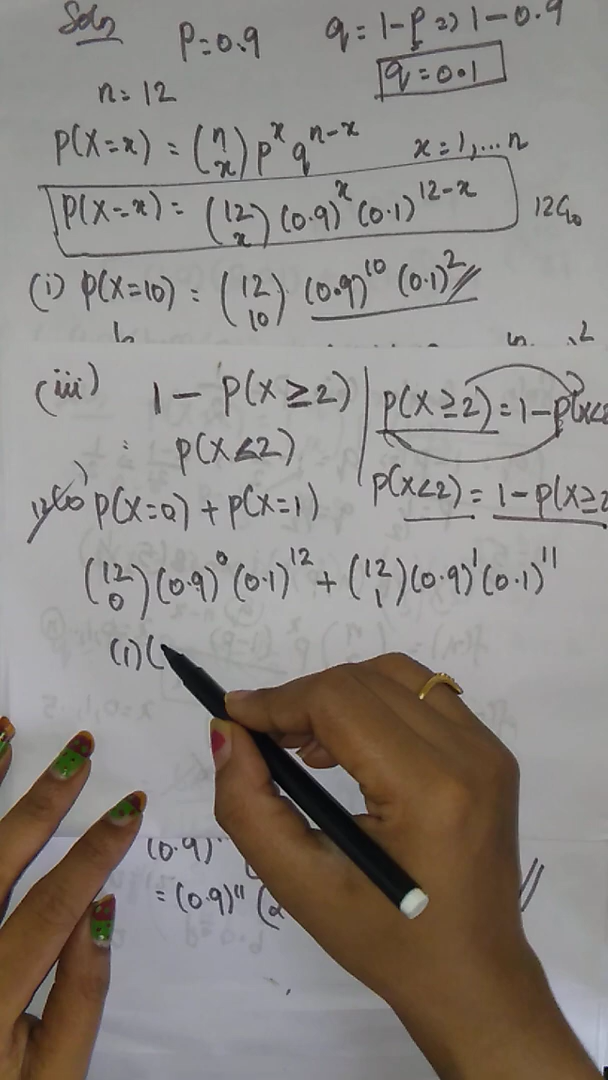 Soln P=0.9 q=1-P => 1-0.9
q=0.1
n=12
P(X=x) = (n x) p^x q^n-x x=1,...n
P(X=x) = (12 x) (0.9)^x (0.1)^12-x
(i) P(X=10) = (12 10) (0.9)^10 (0.1)^2
(iii) 1 - P(X≥2) P(X≥2) = 1-P(X<2
: P(X<2)
P(X<2) = 1-P(X≥2
P(X=0) + P(X=1)
(12 0) (0.9)^0 (0.1)^12 + (12 1) (0.9)^1 (0.1)^11
(1) (
(0.9)
= (0.9)^11 (